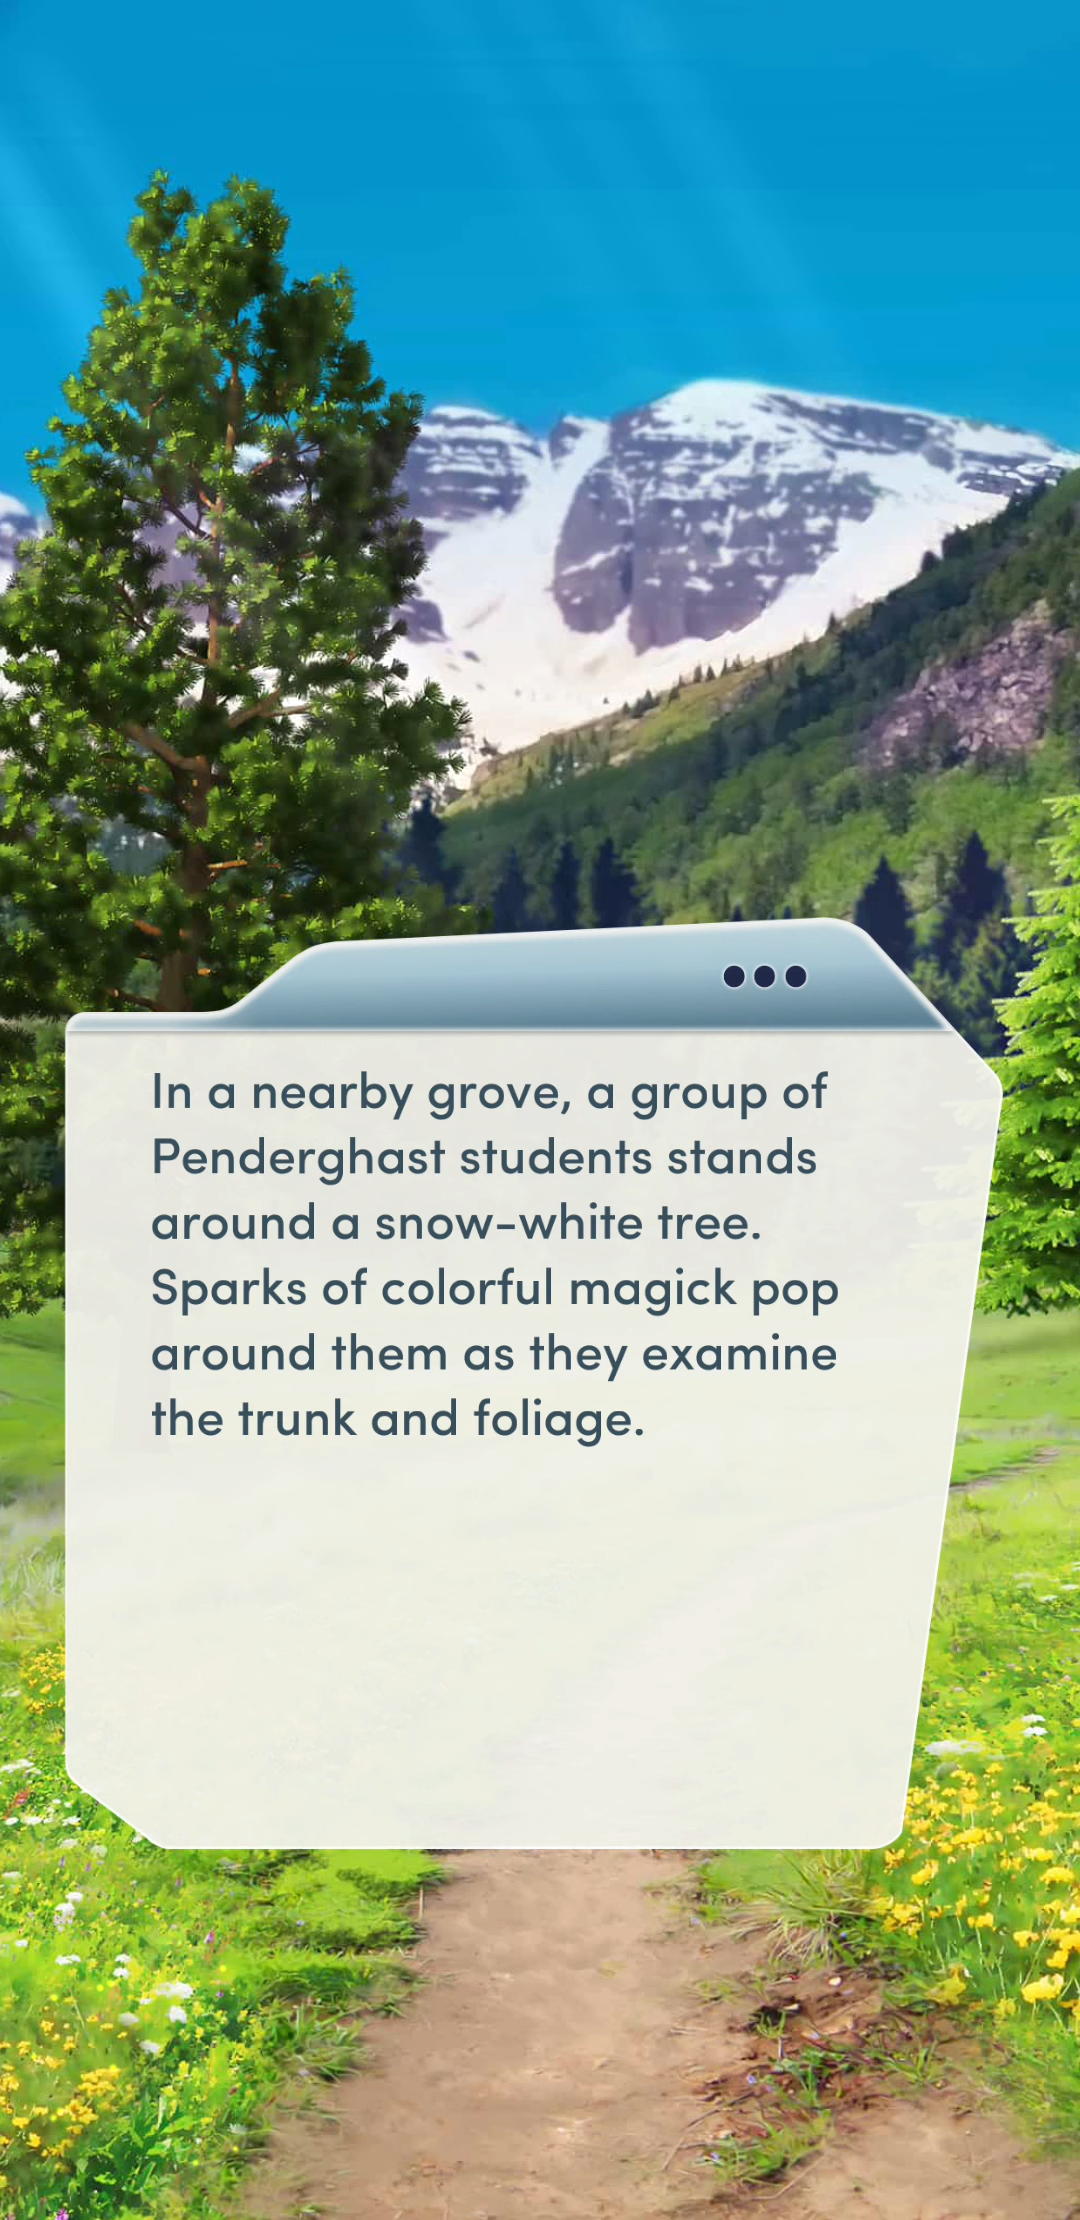 In a nearby grove, a group of
Penderghast students stands
around a snow-white tree.
Sparks of colorful magick pop
around them as they examine
the trunk and foliage.